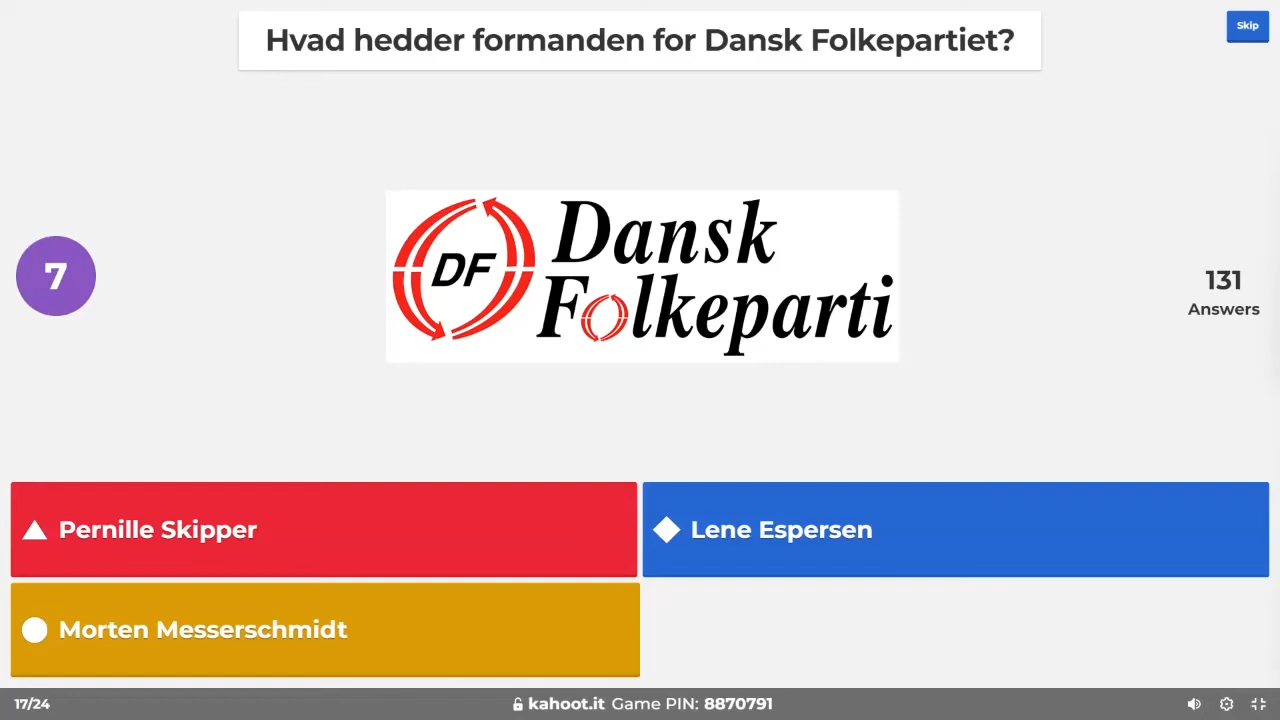 Hvad hedder formanden for Dansk Folkepartiet?
Skip
7
DF
Dansk
Folkeparti
131
Answers
Pernille Skipper
Lene Espersen
Morten Messerschmidt
17/24
kahoot.it Game PIN: 8870791